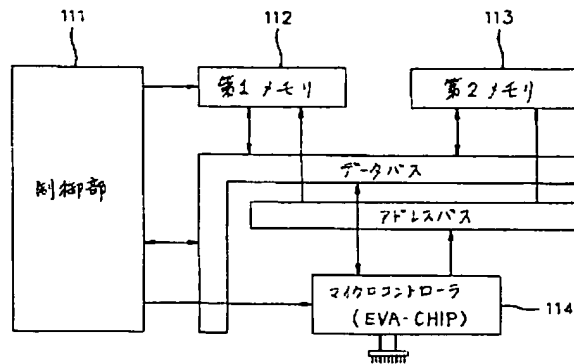 111
112
113
第1メモリ
第2メモリ
データバス
制御部
アドレスバス
マイクロコントローラ
(EVA-CHIP)
114